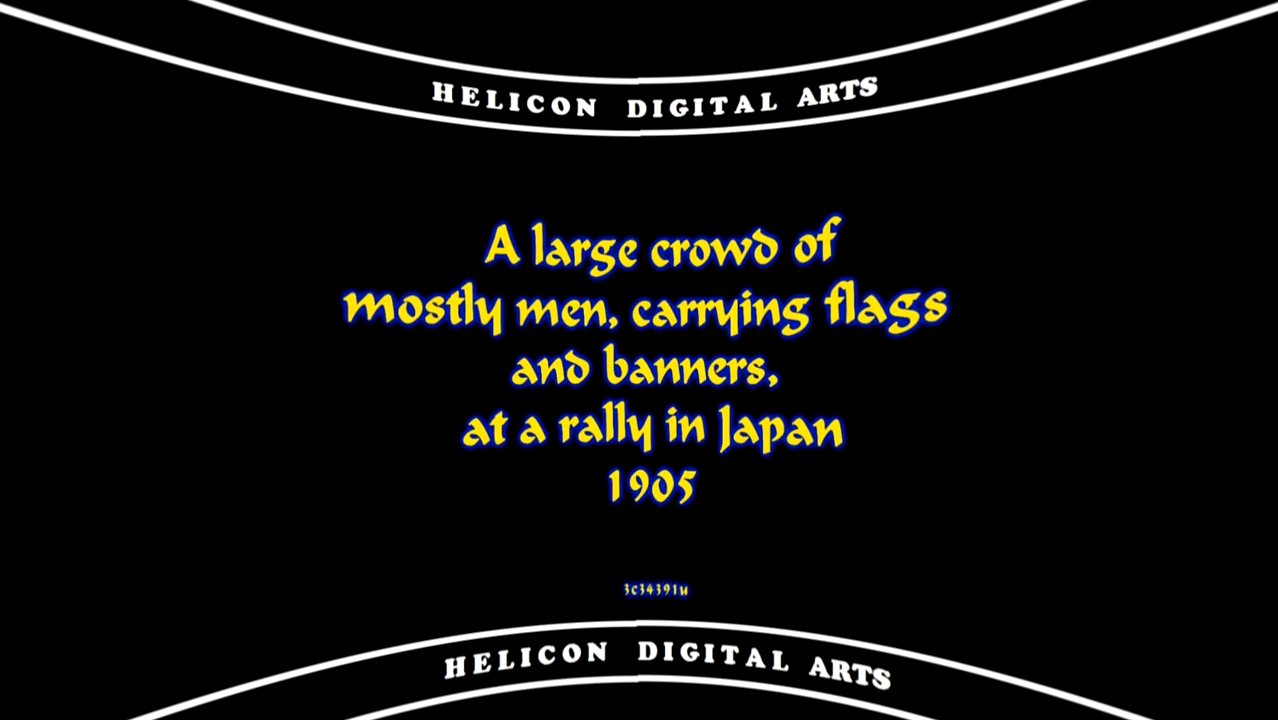 HELICON DIGITAL ARTS
A large crowd of
mostly men, carrying flags
and banners,
at a rally in Japan
1905
3c34391u
HELICON DIGITAL ARTS